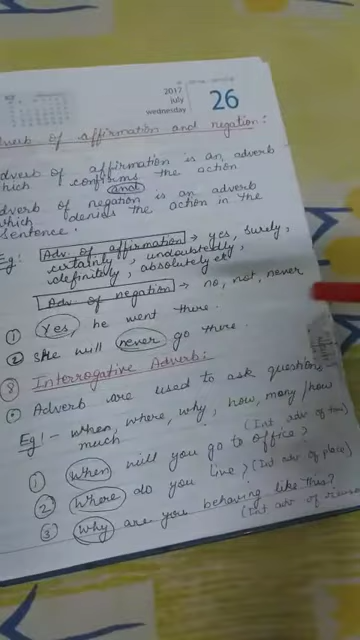 2017
july
wednesday
26
adverb of affirmation and negation:
adverb of affirmation is an adverb
which confirms the action
and
adverb of negation is an adverb
which denies the action in the
sentence.
Eg: Adv. of affirmation → yes, surely,
certainly, undoubtedly,
definitely, absolutely etc
Adv of negation → no, not, never
① Yes, he went there.
② She will never go there.
⑧ Interrogative Adverb:
Adverb are used to ask questions
Eg:- When, where, why, how, many/how
much
(Int adv of time)
① When will you go to office?
② Where do you live? (Int adv of place)
③ Why are you behaving like this?
(Int adv of reason